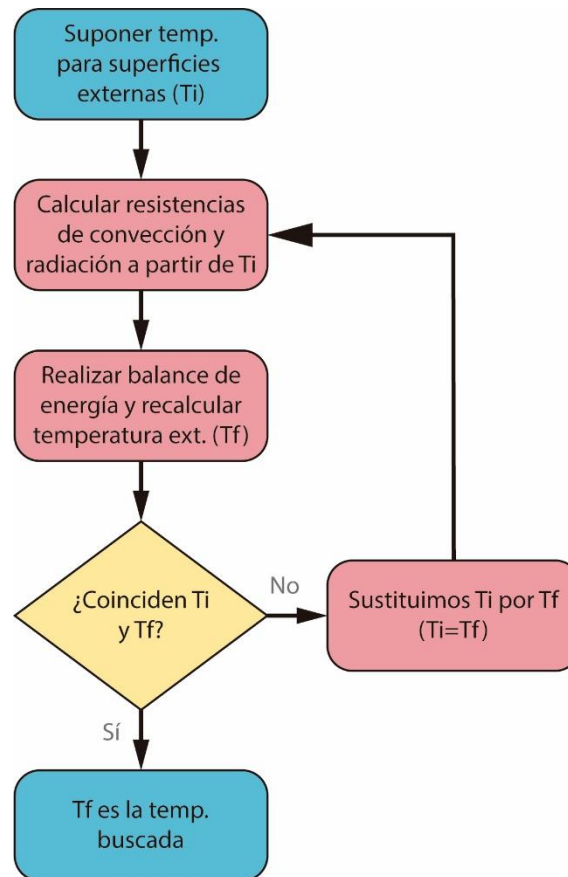 Suponer temp.
para superficies
externas (Ti)
Calcular resistencias
de convección y
radiación a partir de Ti
Realizar balance de
energía y recalcular
temperatura ext. (Tf)
¿Coinciden Ti
y Tf?
No
Sustituimos Ti por Tf
(Ti=Tf)
Sí
Tf es la temp.
buscada